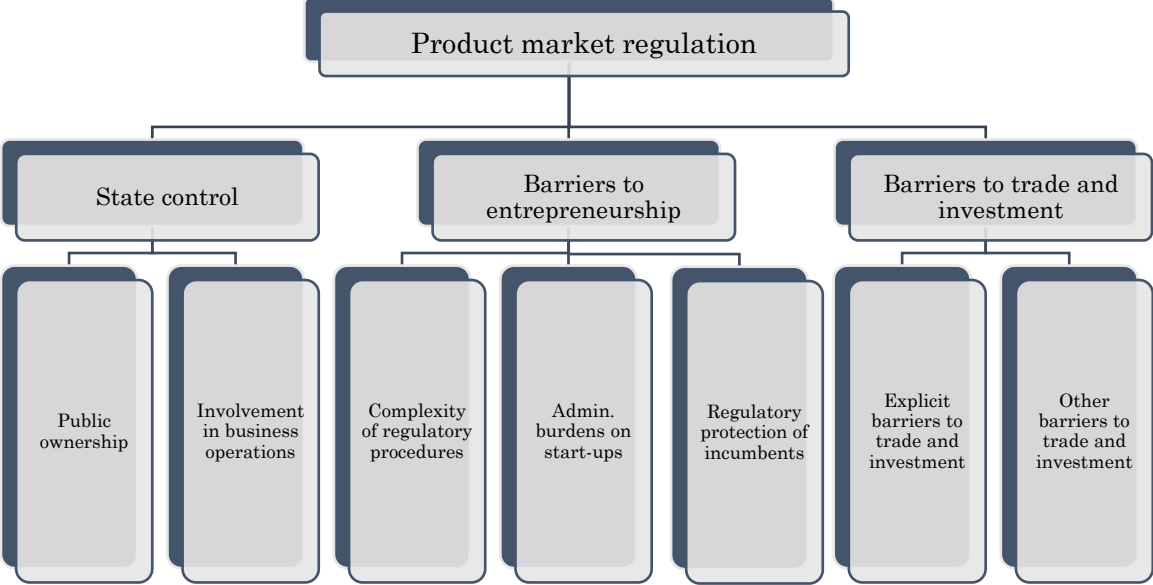 Product market regulation
State control
Barriers to
entrepreneurship
Barriers to trade and
investment
Public
ownership
Involvement
in business
operations
Complexity
of regulatory
procedures
Admin.
burdens on
start-ups
Regulatory
protection of
incumbents
Explicit
barriers to
trade and
investment
Other
barriers to
trade and
investment